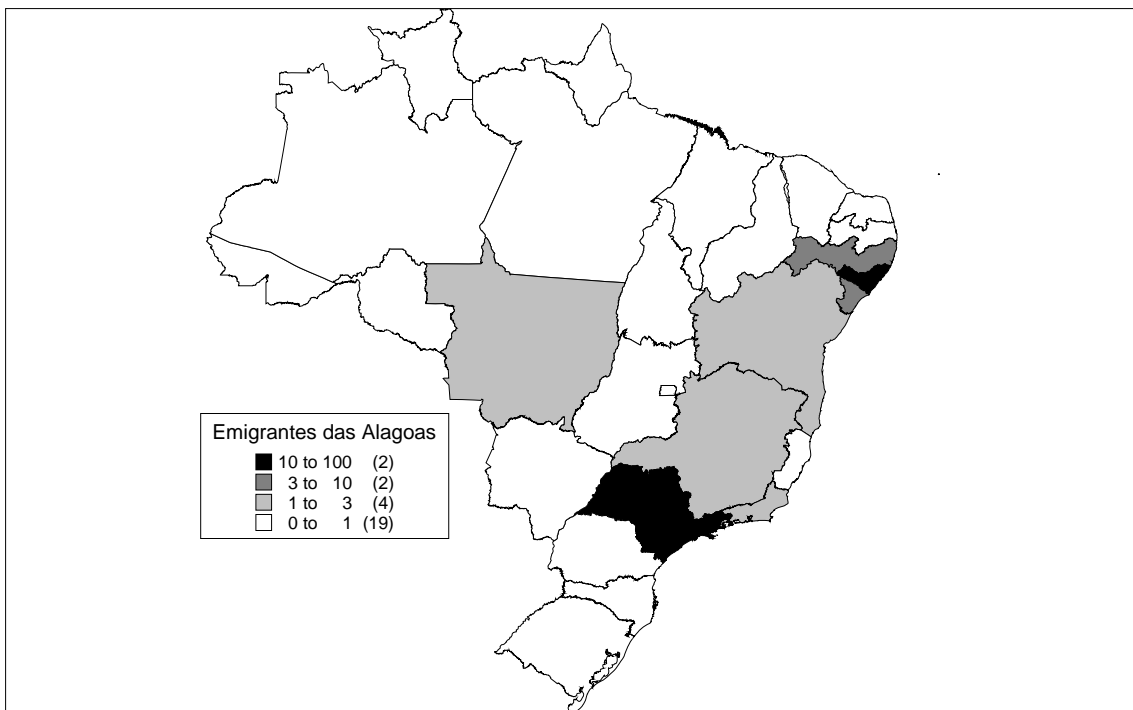 Emigrantes das Alagoas
10 to 100 (2)
3 to 10 (2)
1 to 3 (4)
0 to 1 (19)